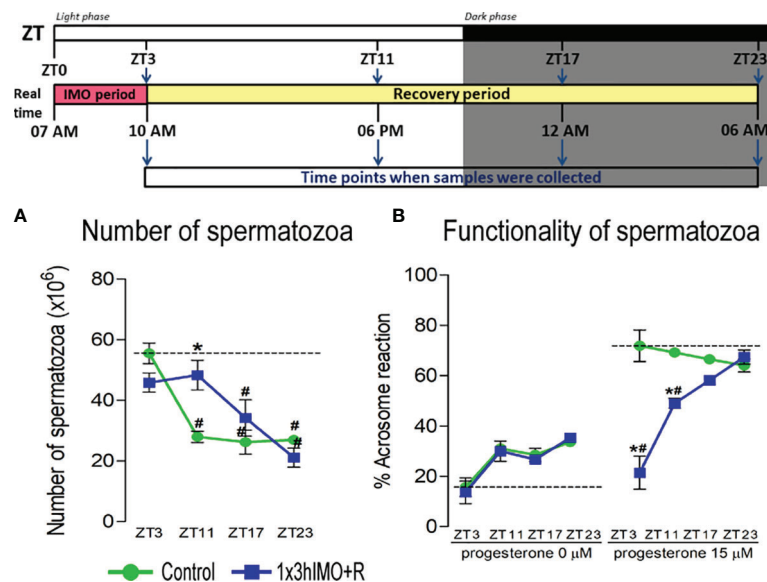 Light phase Dark phase
ZT
ZT0 ZT3 ZT11 ZT17 ZT23
Real time IMO period Recovery period
07 AM 10 AM 06 PM 12 AM 06 AM
Time points when samples were collected
A Number of spermatozoa
Number of spermatozoa (x10⁶)
80
60
40
20
0
*
#
#
#
#
#
ZT3 ZT11 ZT17 ZT23
B Functionality of spermatozoa
% Acrosome reaction
100
80
60
40
20
0
*#
*#
ZT3 ZT11 ZT17 ZT23 ZT3 ZT11 ZT17 ZT23
progesterone 0 µM progesterone 15 µM
Control 1x3hIMO+R